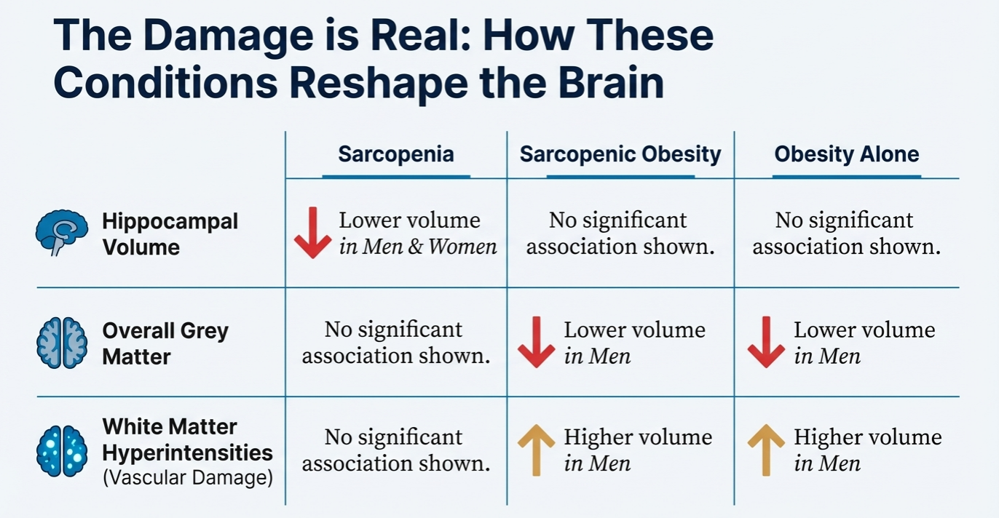 The Damage is Real: How These
Conditions Reshape the Brain
Sarcopenia
Sarcopenic Obesity
Obesity Alone
Hippocampal
Volume
Lower volume
in Men & Women
No significant
association shown.
No significant
association shown.
Overall Grey
Matter
No significant
association shown.
Lower volume
in Men
Lower volume
in Men
White Matter
Hyperintensities
(Vascular Damage)
No significant
association shown.
Higher volume
in Men
Higher volume
in Men